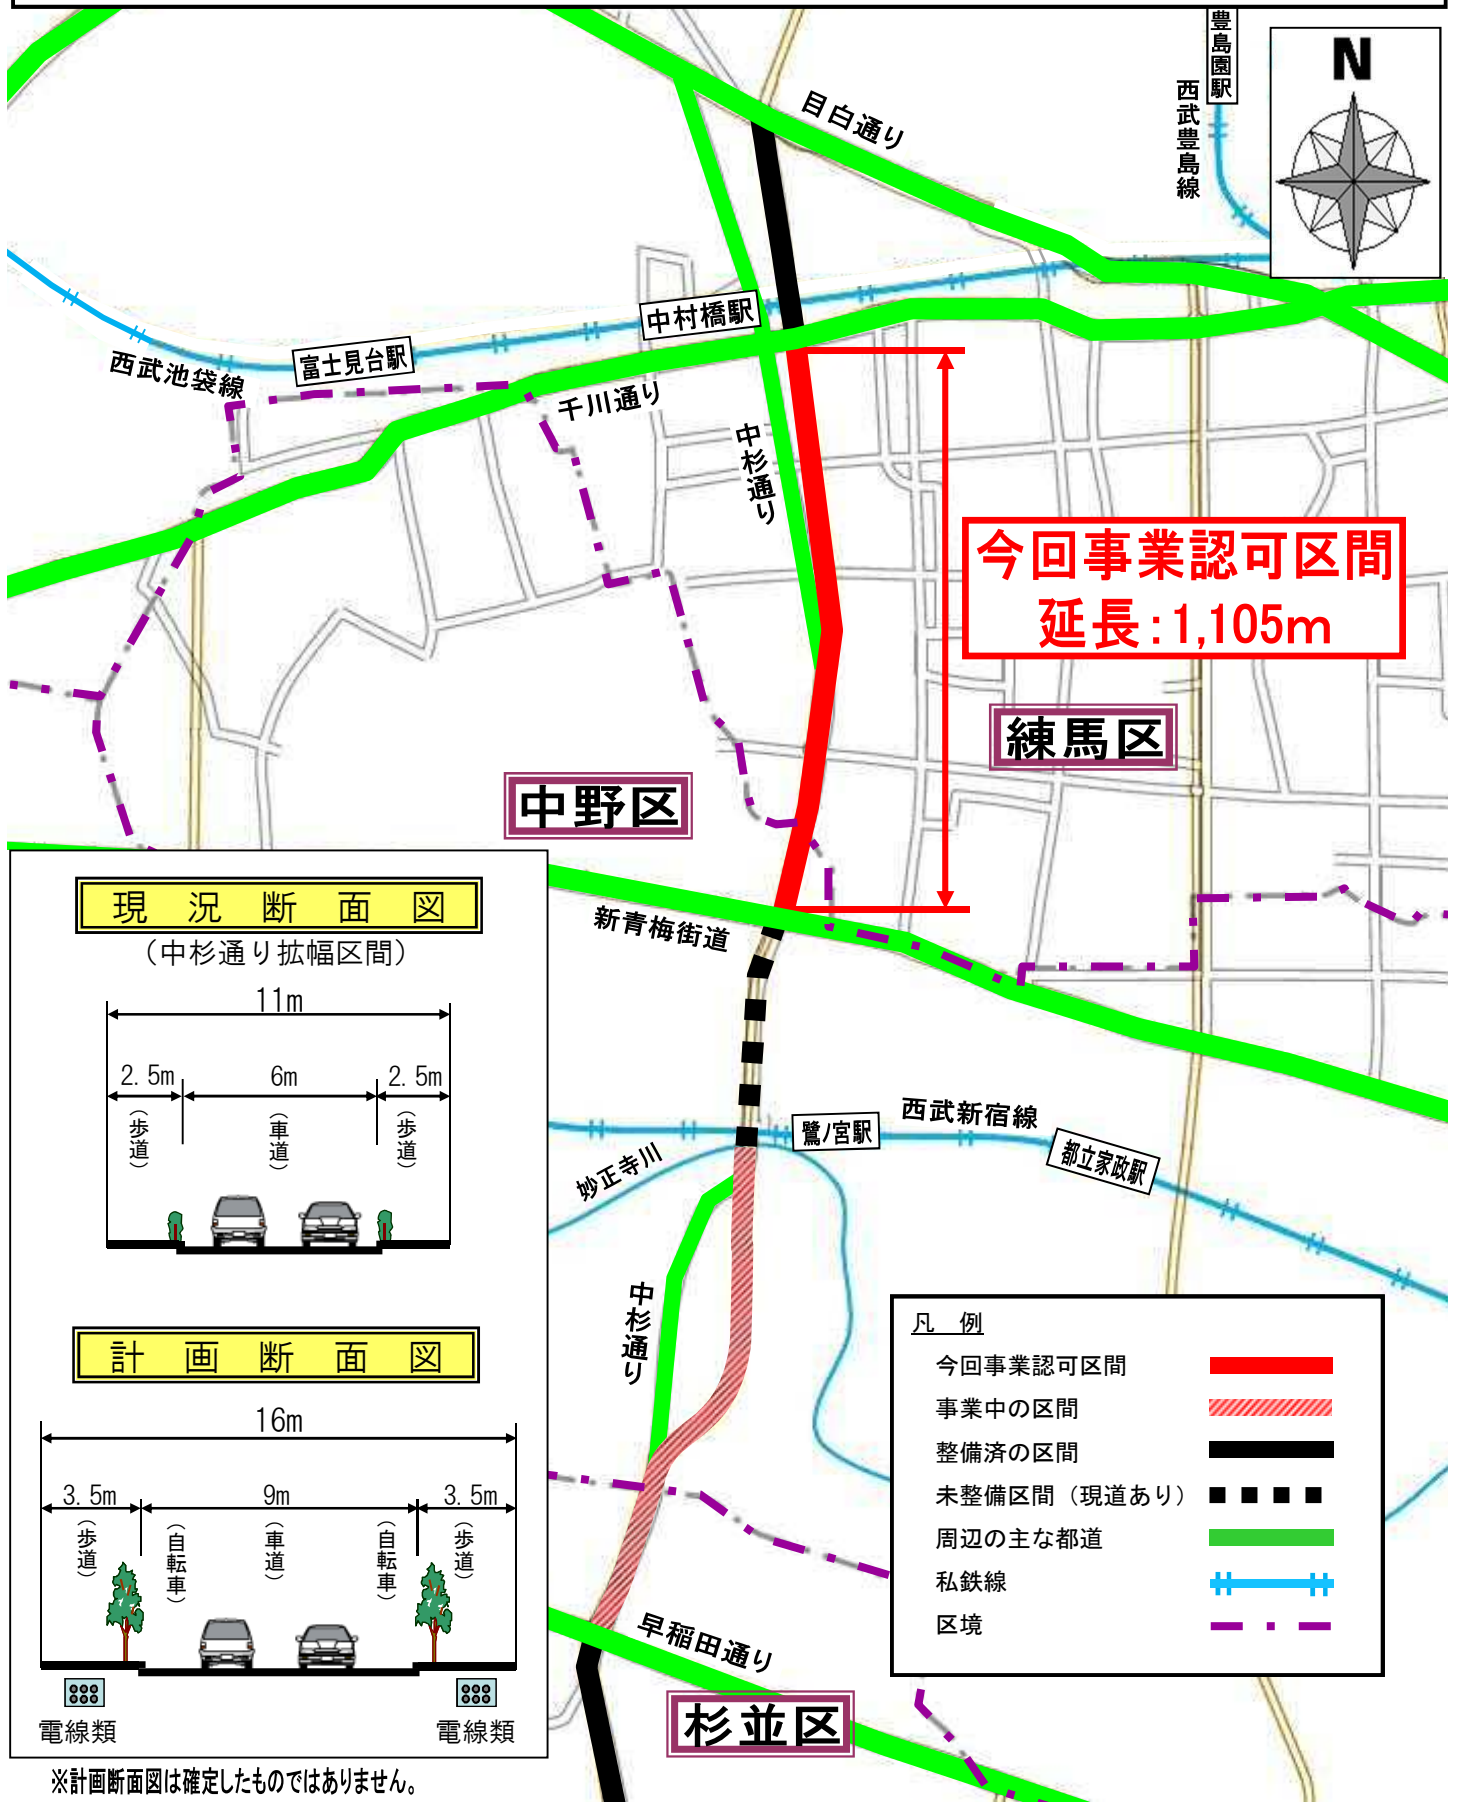 豊島園駅
西武豊島線
N
目白通り
中村橋駅
富士見台駅
西武池袋線
千川通り
中杉通り
今回事業認可区間
延長:1,105m
練馬区
中野区
新青梅街道
現況断面図
(中杉通り拡幅区間)
11m
2.5m
6m
2.5m
(歩道)
(車道)
(歩道)
西武新宿線
鷺ノ宮駅
都立家政駅
妙正寺川
中杉通り
計画断面図
16m
3.5m
9m
3.5m
(歩道)
(自転車)
(車道)
(自転車)
(歩道)
電線類
電線類
※計画断面図は確定したものではありません。
凡 例
今回事業認可区間
事業中の区間
整備済の区間
未整備区間(現道あり)
周辺の主な都道
私鉄線
区境
早稲田通り
杉並区